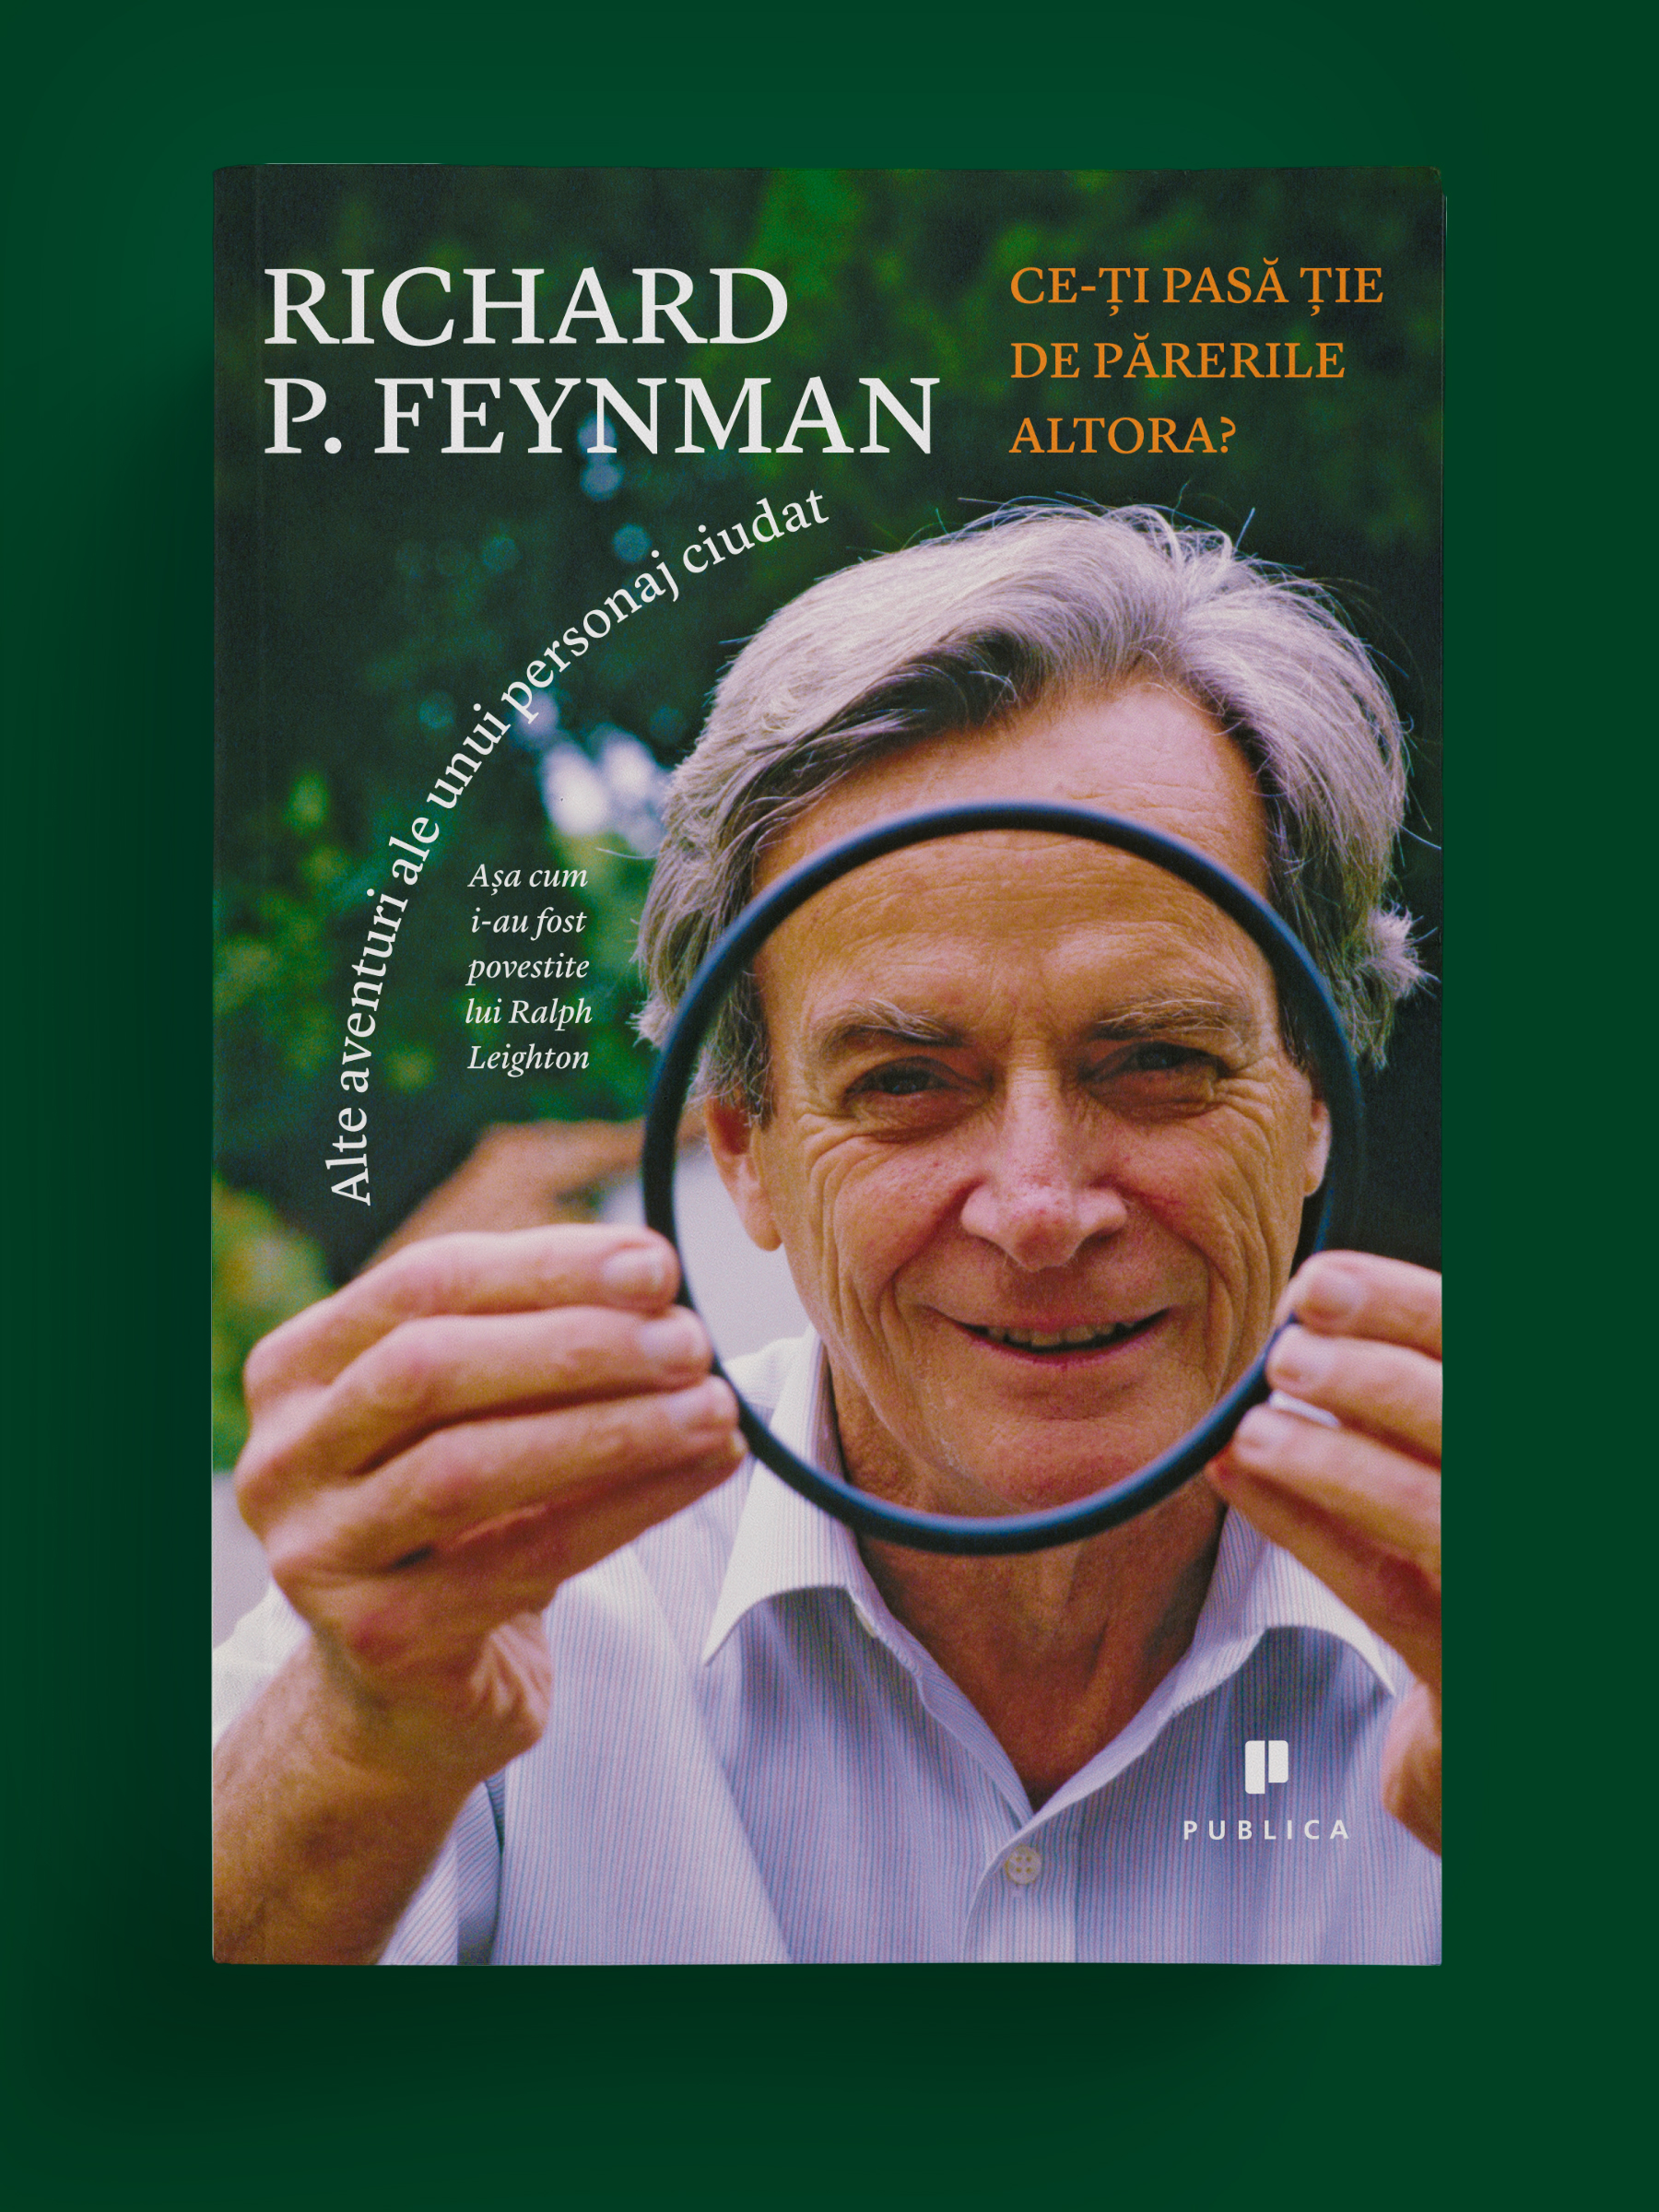 RICHARD
P. FEYNMAN
CE-ȚI PASĂ ȚIE
DE PĂRERILE
ALTORA?
Alte aventuri ale unui personaj ciudat
Așa cum
i-au fost
povestite
lui Ralph
Leighton
PUBLICA